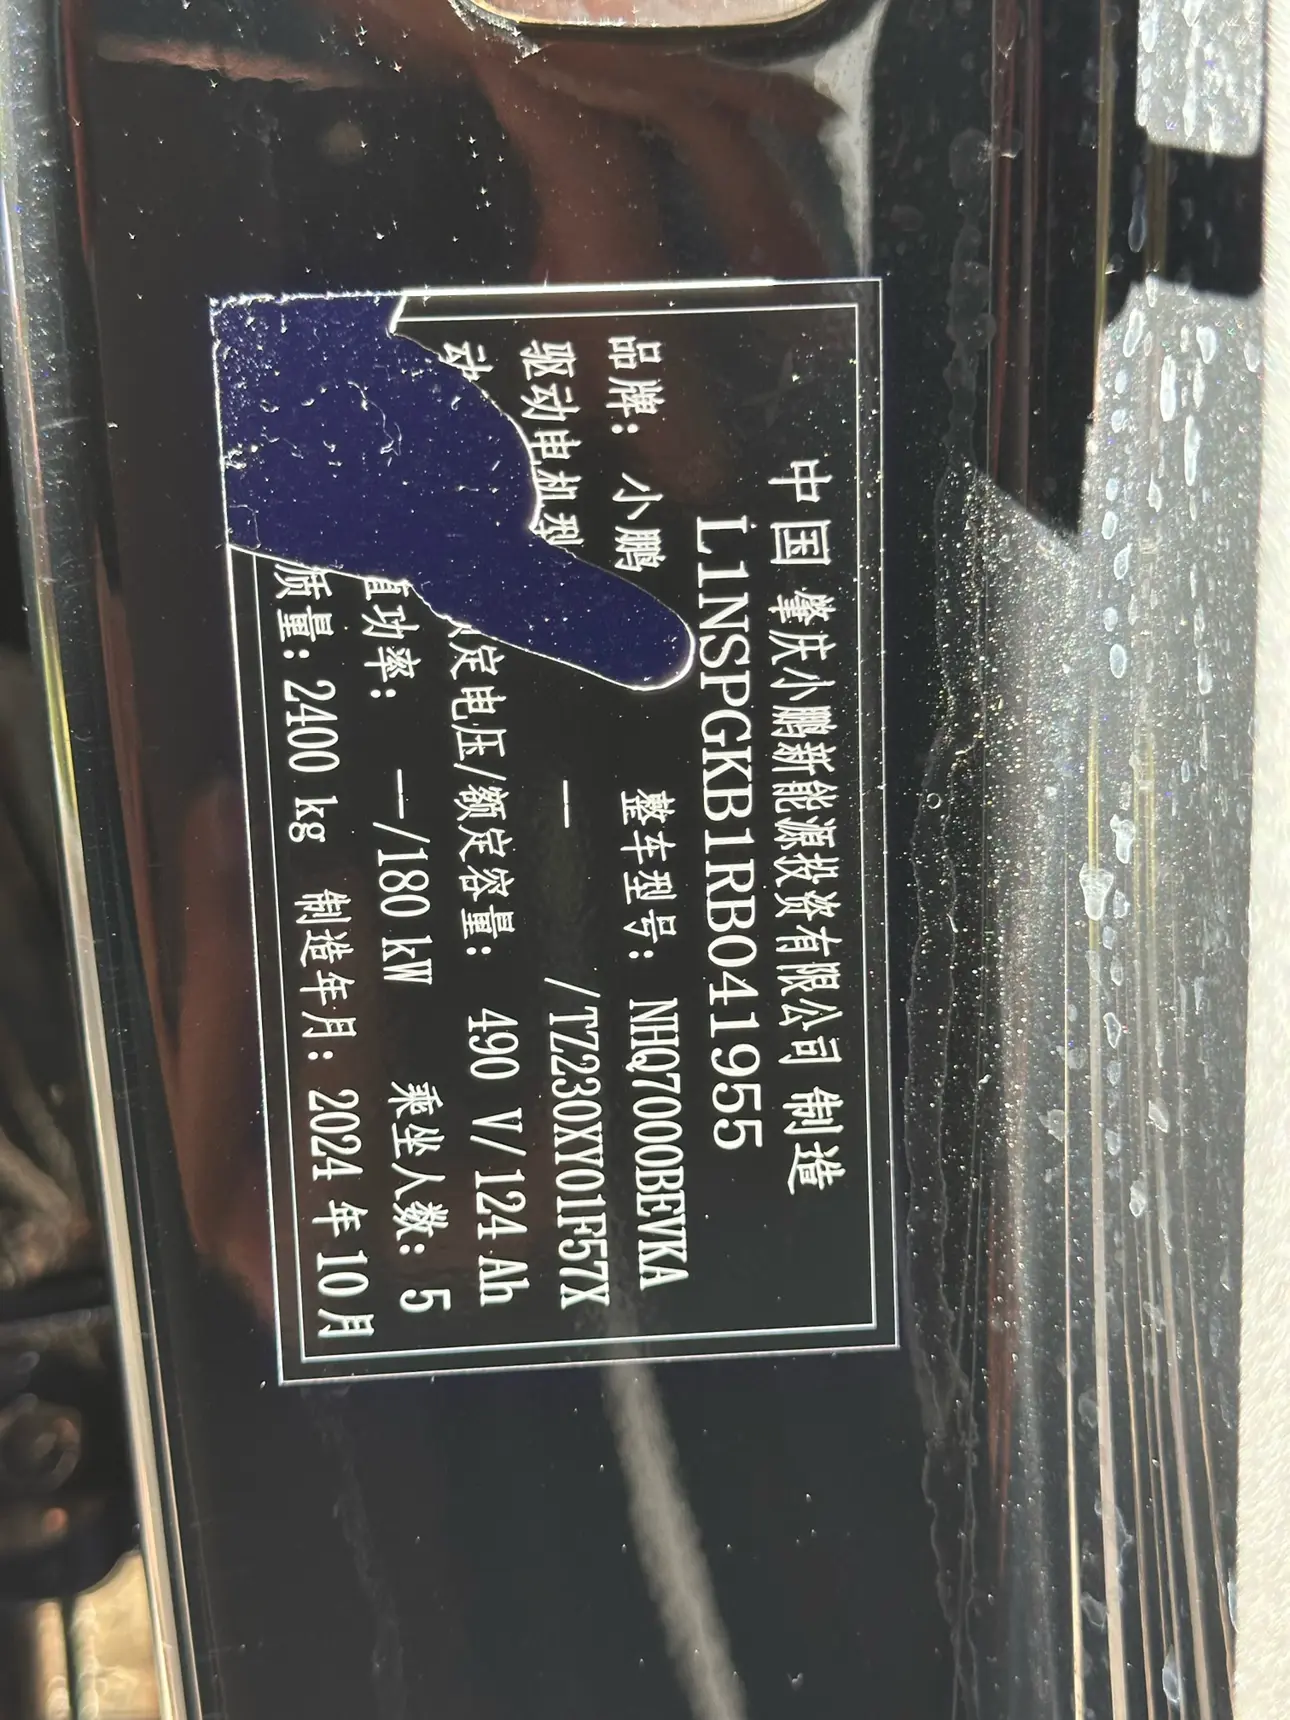 中国 肇庆小鹏新能源投资有限公司 制造
L1NSPGKB1RB041955
品牌: 小鹏 整车型号: NHQ7000BEVKA
驱动电机型 —/TZ230XY01F57X
动 定电压/额定容量: 490 V/124 Ah
值功率: —/180 kW 乘坐人数: 5
质量: 2400 kg 制造年月: 2024 年 10 月